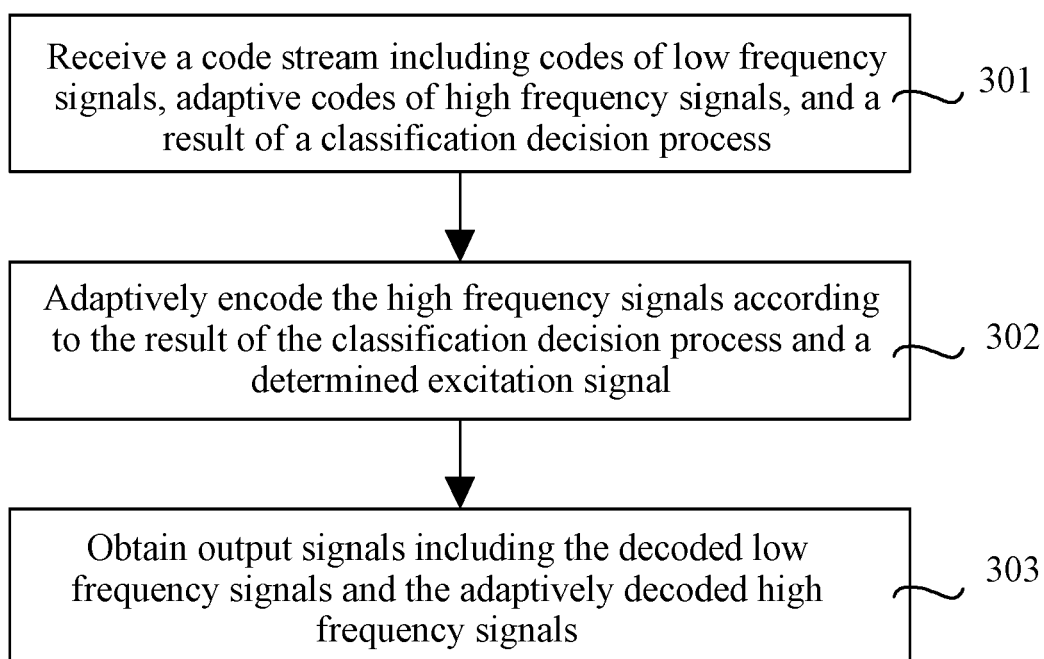 Receive a code stream including codes of low frequency
signals, adaptive codes of high frequency signals, and a
result of a classification decision process
301
Adaptively encode the high frequency signals according
to the result of the classification decision process and a
determined excitation signal
302
Obtain output signals including the decoded low
frequency signals and the adaptively decoded high
frequency signals
303